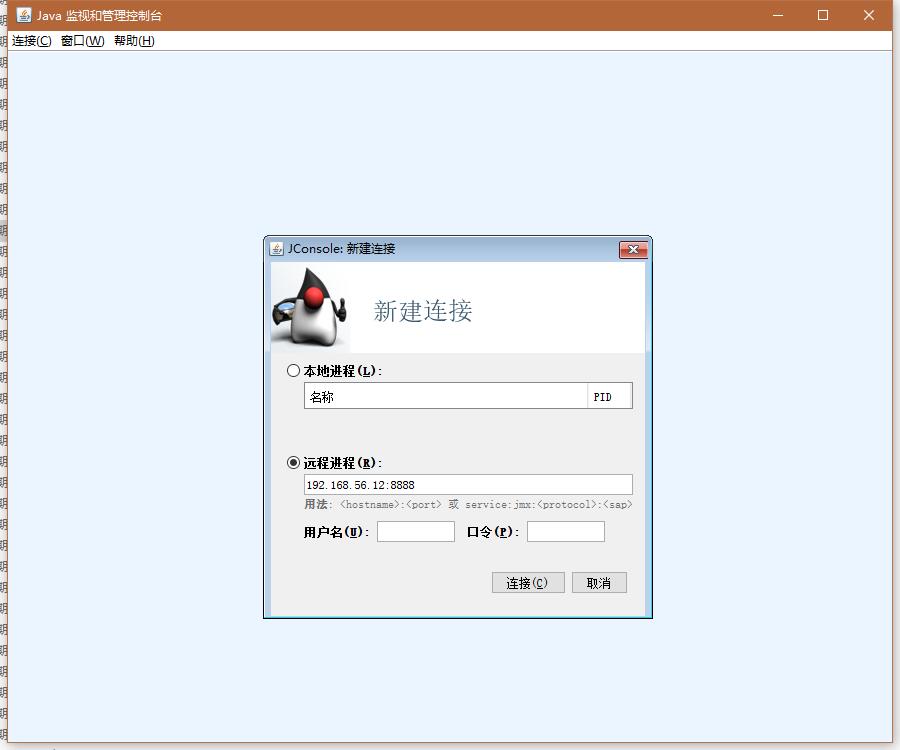 Java 监视和管理控制台
连接(C) 窗口(W) 帮助(H)
JConsole: 新建连接
新建连接
本地进程(L):
名称 PID
远程进程(R):
192.168.56.12:8888
用法: <hostname>:<port> 或 service:jmx:<protocol>:<sap>
用户名(U): 口令(P):
连接(C) 取消